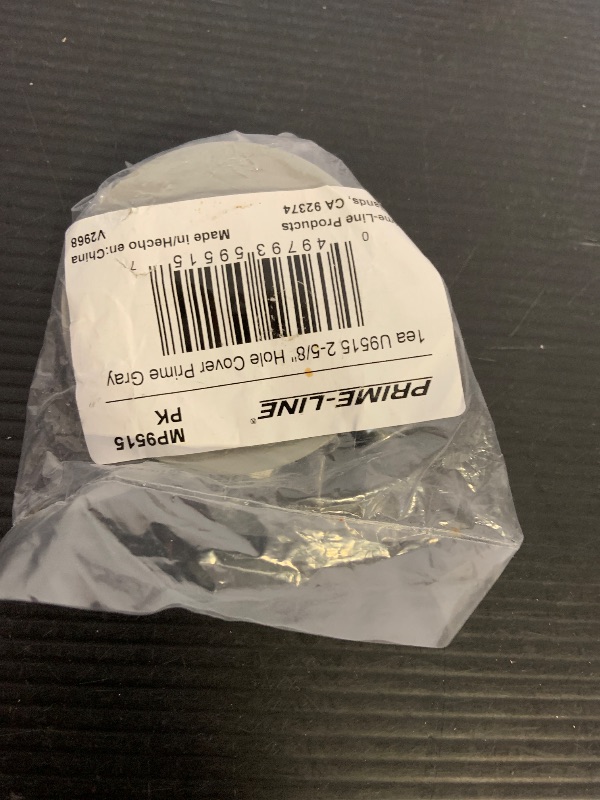 PRIME-LINE®
MP9515
PK
1ea U9515 2-5/8" Hole Cover Prime Gray
0 49793 59515 7
me-Line Products
ands, CA 92374
Made in/Hecho en:China
V2968